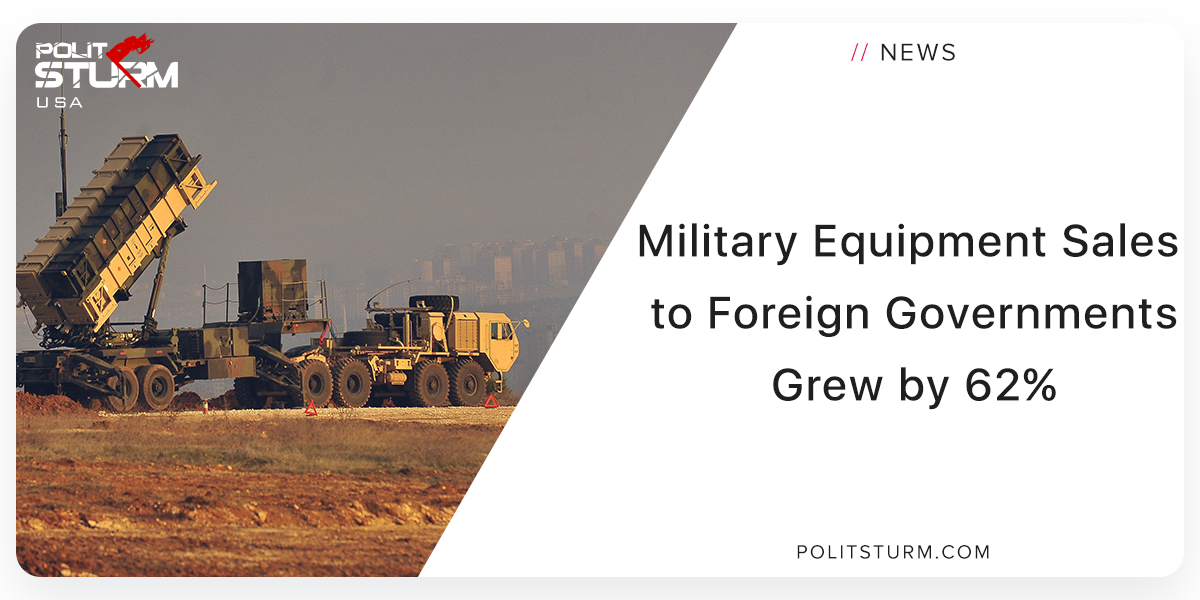 POLIT
STURM
USA
// NEWS
Military Equipment Sales
to Foreign Governments
Grew by 62%
POLITSTURM.COM